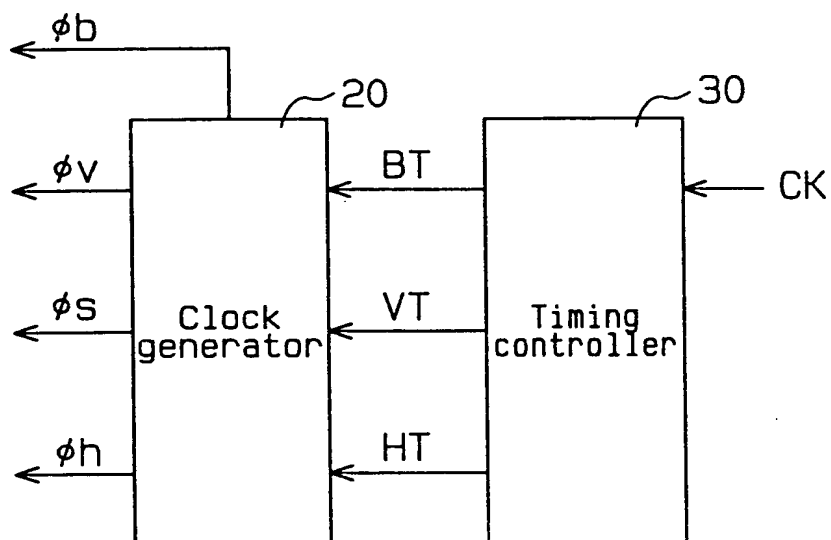 φb
20
30
φv
BT
CK
φs
VT
Clock
generator
Timing
controller
φh
HT